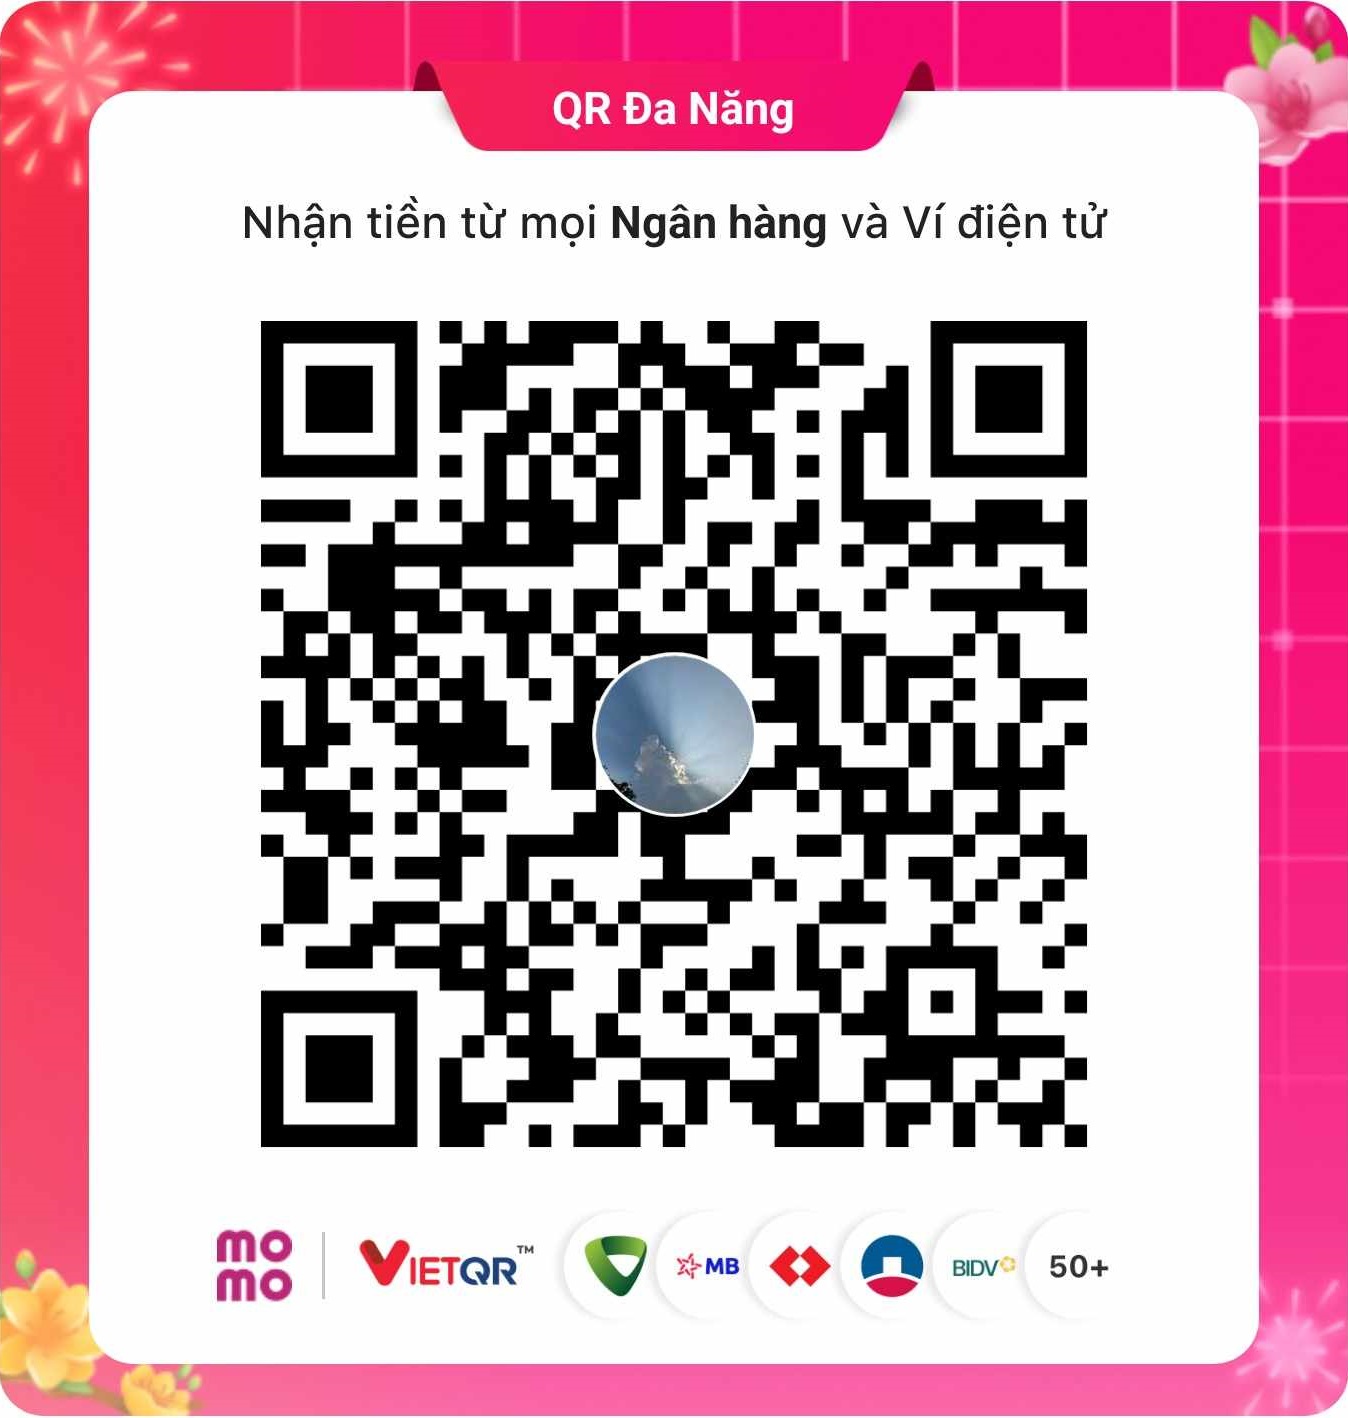 QR Đa Năng
Nhận tiền từ mọi Ngân hàng và Ví điện tử
mo
mo
VIETQR™
MB
BIDV
50+